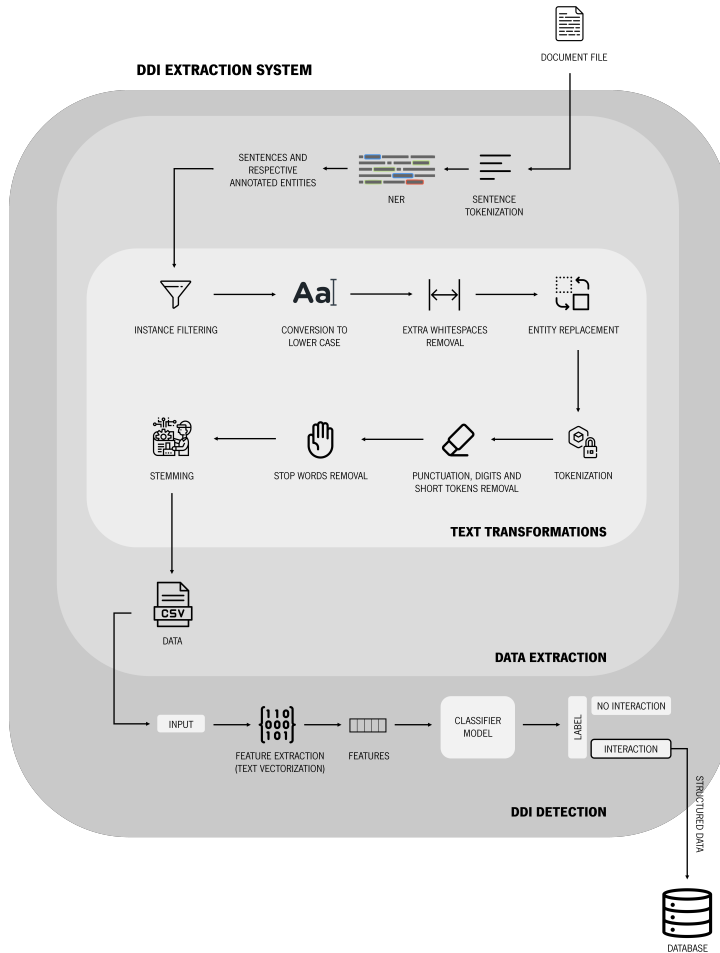 DOCUMENT FILE
DDI EXTRACTION SYSTEM
SENTENCES AND
RESPECTIVE
ANNOTATED ENTITIES
NER
SENTENCE
TOKENIZATION
Aa
INSTANCE FILTERING
CONVERSION TO
LOWER CASE
EXTRA WHITESPACES
REMOVAL
ENTITY REPLACEMENT
STEMMING
STOP WORDS REMOVAL
PUNCTUATION, DIGITS AND
SHORT TOKENS REMOVAL
TOKENIZATION
TEXT TRANSFORMATIONS
CSV
DATA
DATA EXTRACTION
INPUT
110
000
101
FEATURE EXTRACTION
(TEXT VECTORIZATION)
FEATURES
CLASSIFIER
MODEL
LABEL
NO INTERACTION
INTERACTION
STRUCTURED DATA
DDI DETECTION
DATABASE